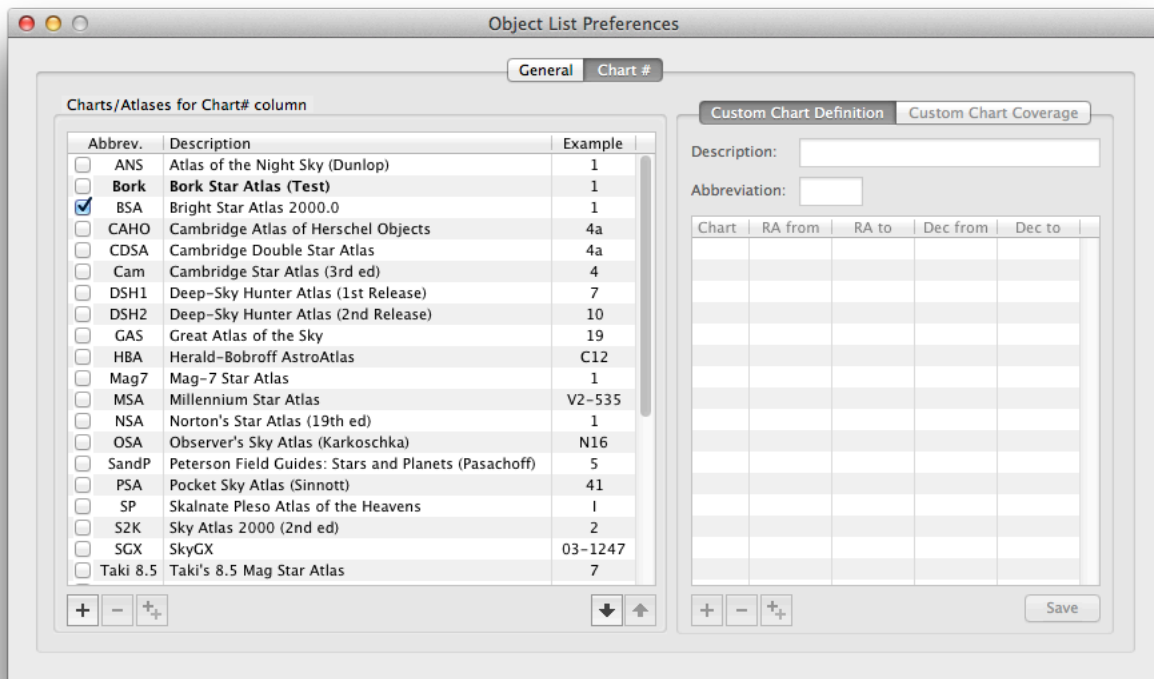 Object List Preferences
General Chart #
Charts/Atlases for Chart# column
Abbrev. Description Example
ANS Atlas of the Night Sky (Dunlop) 1
Bork Bork Star Atlas (Test) 1
BSA Bright Star Atlas 2000.0 1
CAHO Cambridge Atlas of Herschel Objects 4a
CDSA Cambridge Double Star Atlas 4a
Cam Cambridge Star Atlas (3rd ed) 4
DSH1 Deep-Sky Hunter Atlas (1st Release) 7
DSH2 Deep-Sky Hunter Atlas (2nd Release) 10
GAS Great Atlas of the Sky 19
HBA Herald-Bobroff AstroAtlas C12
Mag7 Mag-7 Star Atlas 1
MSA Millennium Star Atlas V2-535
NSA Norton's Star Atlas (19th ed) 1
OSA Observer's Sky Atlas (Karkoschka) N16
SandP Peterson Field Guides: Stars and Planets (Pasachoff) 5
PSA Pocket Sky Atlas (Sinnott) 41
SP Skalnate Pleso Atlas of the Heavens I
S2K Sky Atlas 2000 (2nd ed) 2
SGX SkyGX 03-1247
Taki 8.5 Taki's 8.5 Mag Star Atlas 7
Custom Chart Definition Custom Chart Coverage
Description:
Abbreviation:
Chart RA from RA to Dec from Dec to
Save